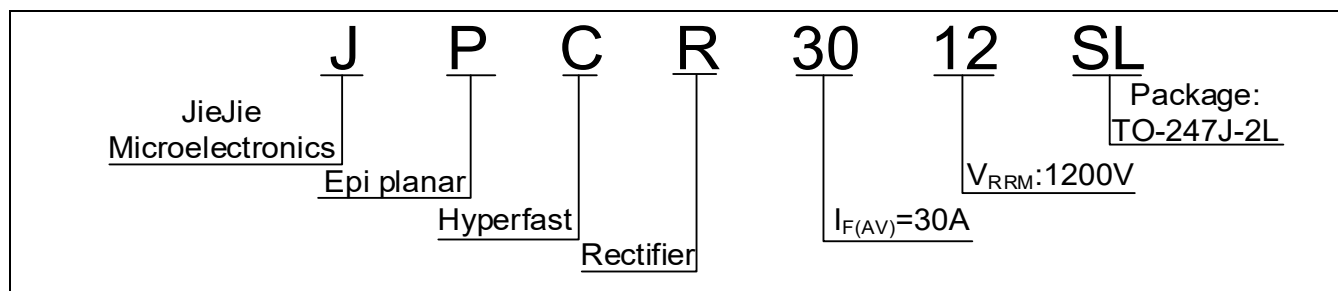 J P C R 30 12 SL
JieJie
Microelectronics
Package:
TO-247J-2L
Epi planar
VRRM:1200V
Hyperfast
IF(AV)=30A
Rectifier